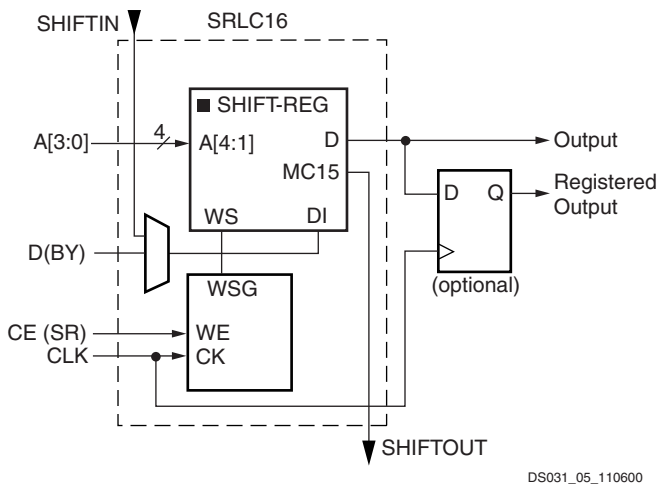 SHIFTIN
SRLC16
SHIFT-REG
A[3:0]
4
A[4:1]
D
Output
MC15
D
Q
Registered
Output
WS
DI
D(BY)
WSG
(optional)
CE (SR)
WE
CLK
CK
SHIFTOUT
DS031_05_110600